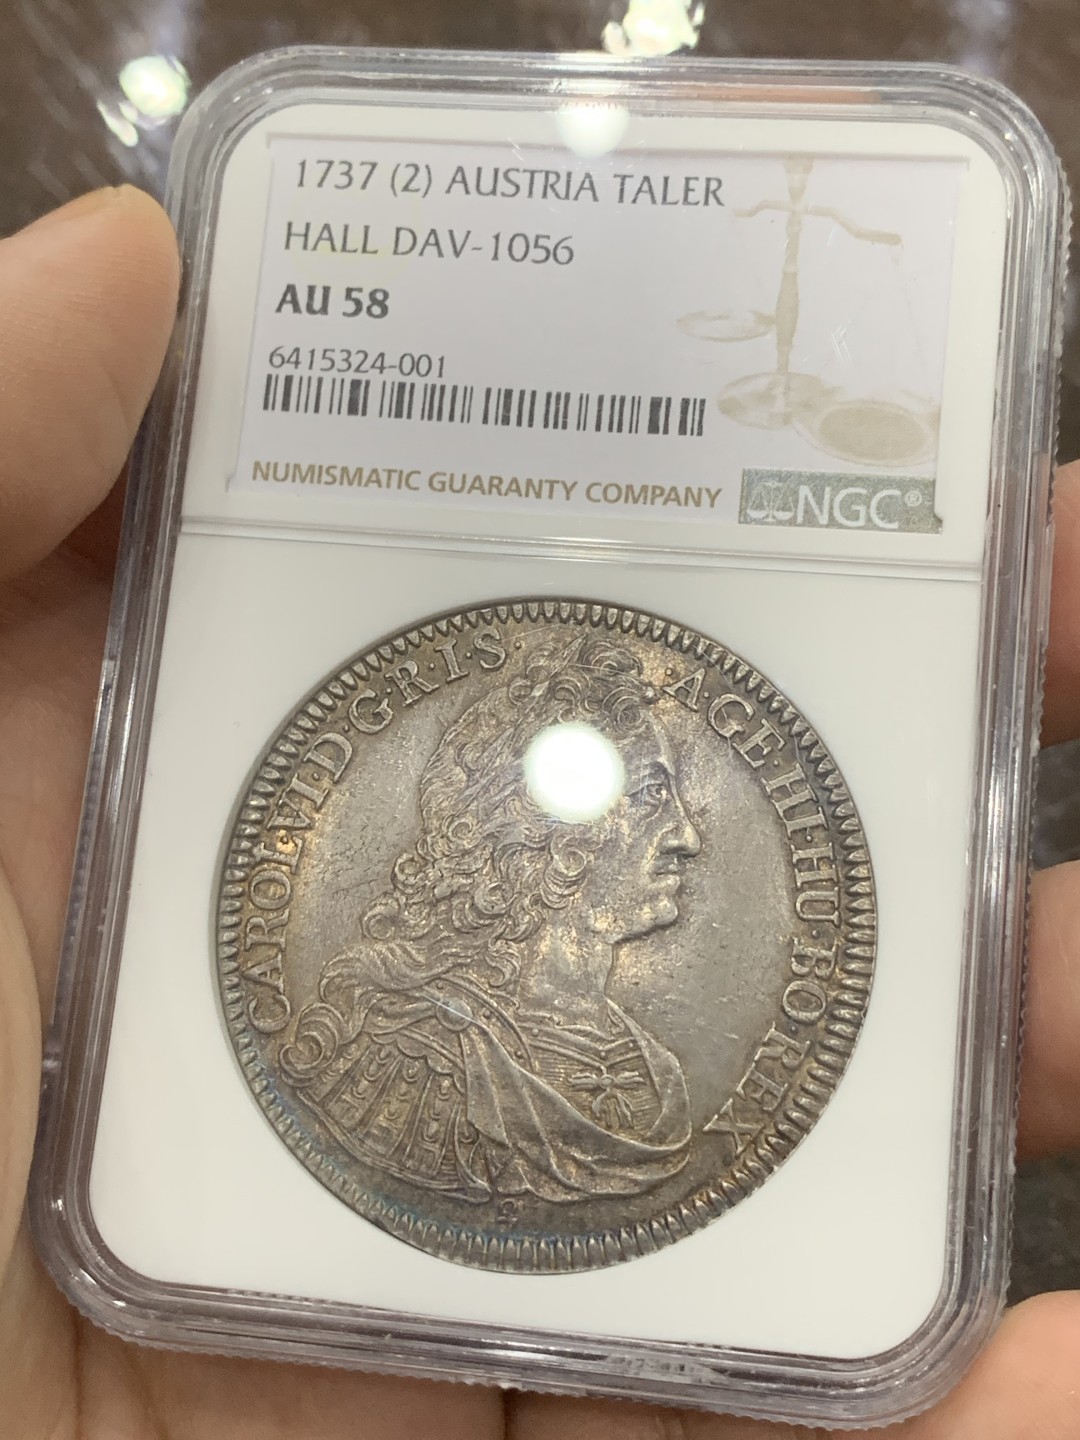 1737 (2) AUSTRIA TALER
HALL DAV-1056
AU 58
6415324-001
NUMISMATIC GUARANTY COMPANY
NGC®
CAROL·VI·D·G·R·I·S· ·A·GE·HI·HU·BO·REX